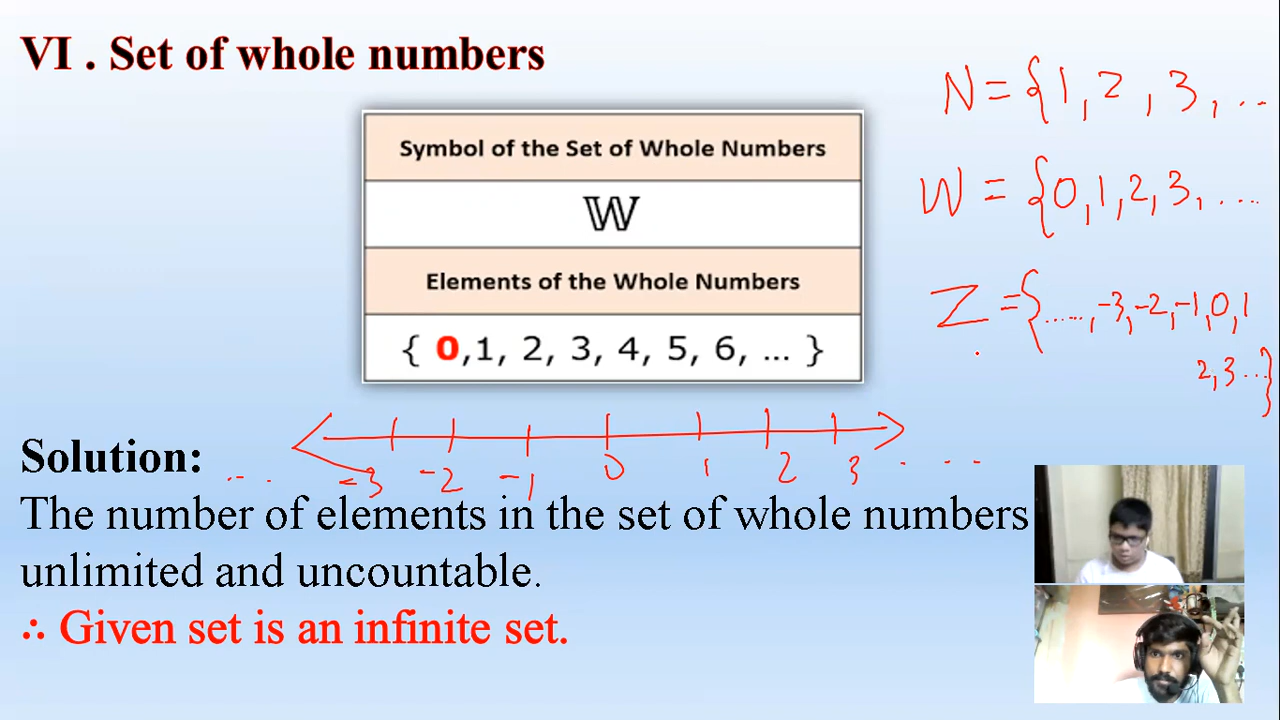 VI . Set of whole numbers
Symbol of the Set of Whole Numbers
𝕎
Elements of the Whole Numbers
{ 0,1, 2, 3, 4, 5, 6, ... }
N = {1, 2, 3, ..
W = {0, 1, 2, 3, ....
Z = {......, -3, -2, -1, 0, 1
2, 3 ...}
... -3 -2 -1 0 1 2 3 . . .
Solution:
The number of elements in the set of whole numbers
unlimited and uncountable.
∴ Given set is an infinite set.